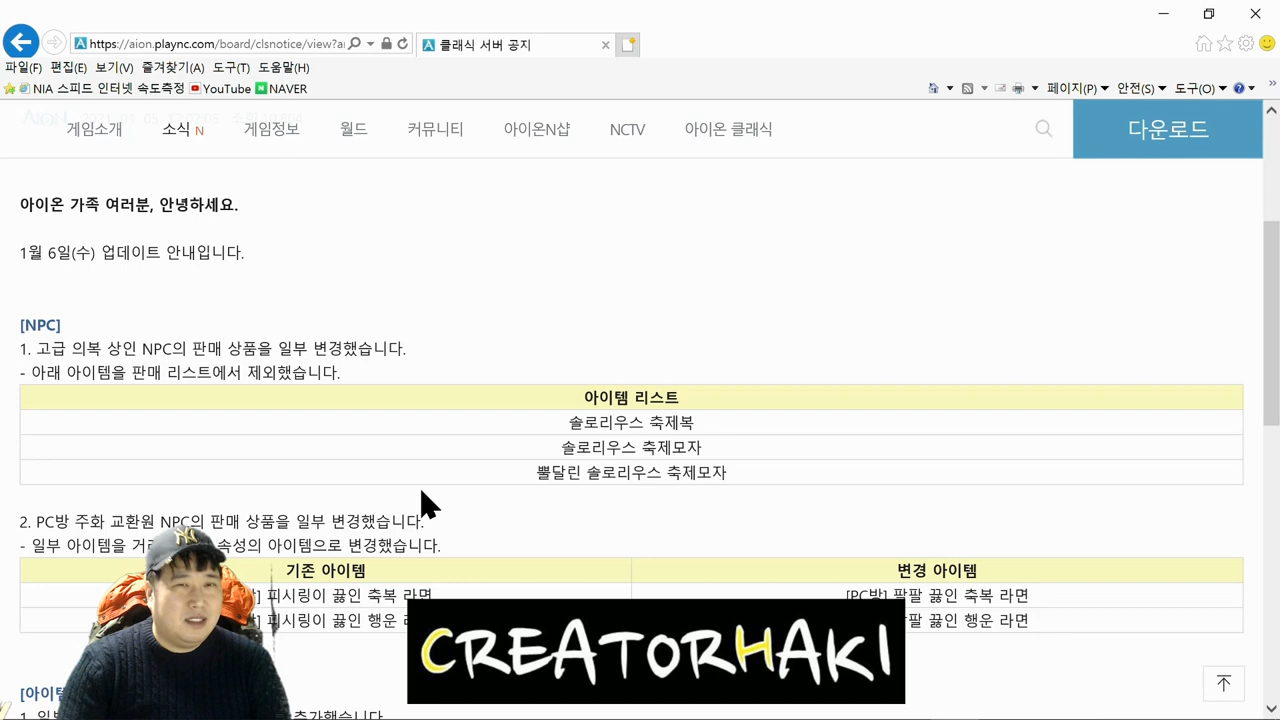 https://aion.plaync.com/board/clsnotice/view?a
클래식 서버 공지
파일(F) 편집(E) 보기(V) 즐겨찾기(A) 도구(T) 도움말(H)
NIA 스피드 인터넷 속도측정 YouTube NAVER
페이지(P) 안전(S) 도구(O)
게임소개 소식 N 게임정보 월드 커뮤니티 아이온N샵 NCTV 아이온 클래식
다운로드
아이온 가족 여러분, 안녕하세요.
1월 6일(수) 업데이트 안내입니다.
[NPC]
1. 고급 의복 상인 NPC의 판매 상품을 일부 변경했습니다.
- 아래 아이템을 판매 리스트에서 제외했습니다.
아이템 리스트
솔로리우스 축제복
솔로리우스 축제모자
뿔달린 솔로리우스 축제모자
2. PC방 주화 교환원 NPC의 판매 상품을 일부 변경했습니다.
- 일부 아이템을 거래 속성의 아이템으로 변경했습니다.
기존 아이템 변경 아이템
] 피시링이 끓인 축복 라면 [PC방] 팔팔 끓인 축복 라면
] 피시링이 끓인 행운 라면 팔팔 끓인 행운 라면
CREATORHAKI
NY
[아이템
추가했습니다